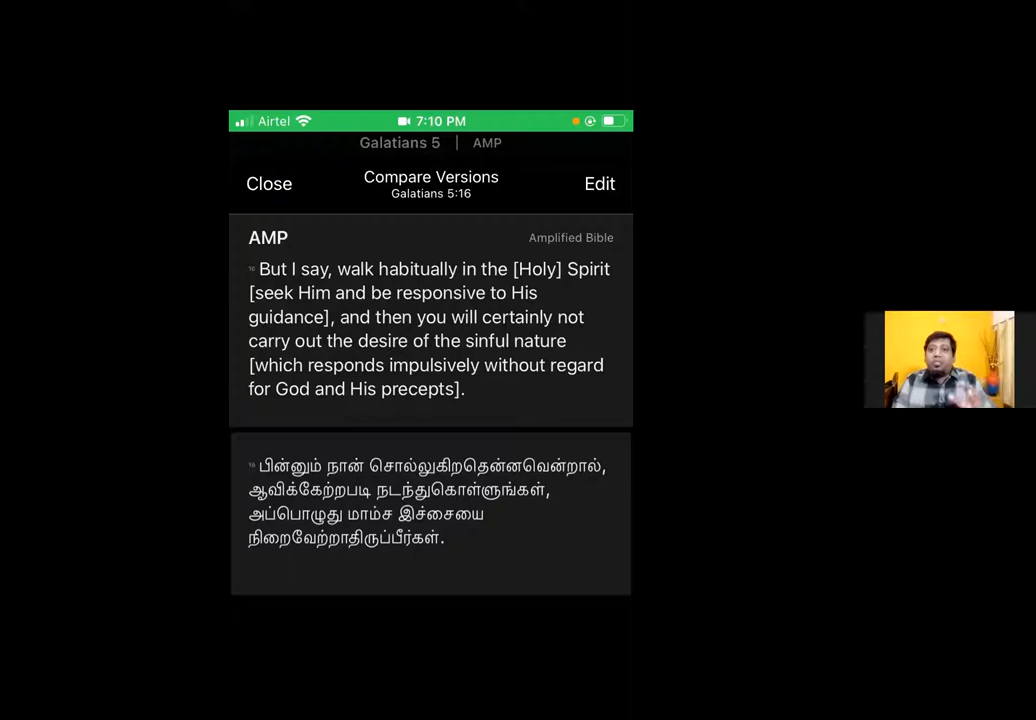 Airtel 7:10 PM
Galatians 5 | AMP
Close Compare Versions Edit
Galatians 5:16
AMP Amplified Bible
16 But I say, walk habitually in the [Holy] Spirit
[seek Him and be responsive to His
guidance], and then you will certainly not
carry out the desire of the sinful nature
[which responds impulsively without regard
for God and His precepts].
16 பின்னும் நான் சொல்லுகிறதென்னவென்றால்,
ஆவிக்கேற்றபடி நடந்துகொள்ளுங்கள்,
அப்பொழுது மாம்ச இச்சையை
நிறைவேற்றாதிருப்பீர்கள்.